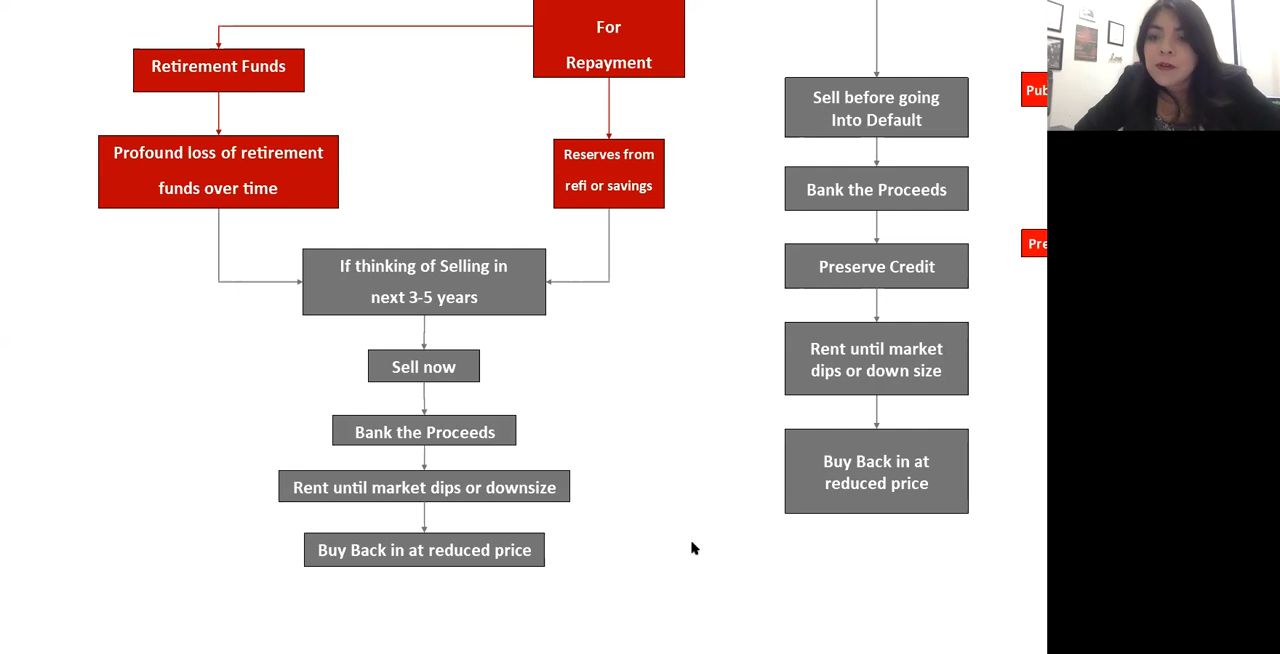 For
Repayment
Retirement Funds
Profound loss of retirement
funds over time
Reserves from
refi or savings
If thinking of Selling in
next 3-5 years
Sell now
Bank the Proceeds
Rent until market dips or downsize
Buy Back in at reduced price
Sell before going
Into Default
Bank the Proceeds
Preserve Credit
Rent until market
dips or down size
Buy Back in at
reduced price
Pub
Pre